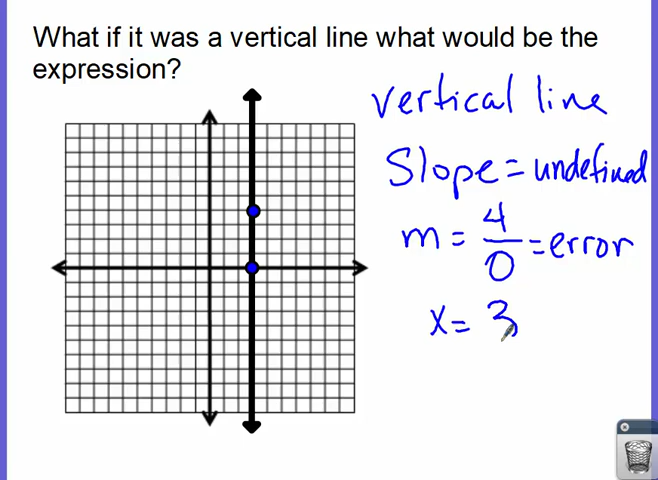 What if it was a vertical line what would be the
expression?
vertical line
Slope = undefined
m = 4/0 = error
x = 3